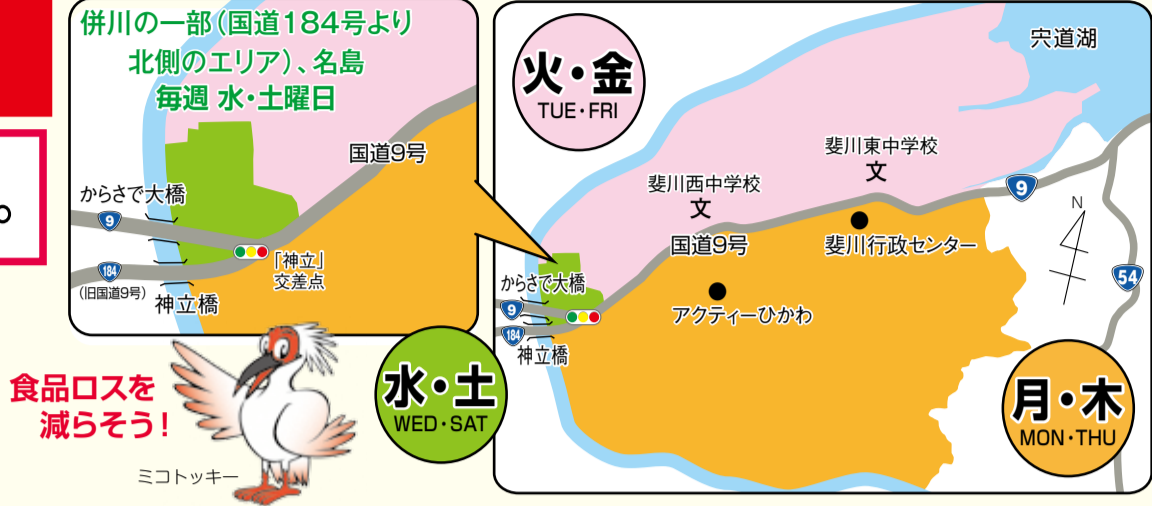 。
併川の一部（国道184号より
北側のエリア）、名島
毎週 水・土曜日
国道9号
からさで大橋
9
184
（旧国道9号）
神立橋
「神立」
交差点
食品ロスを
減らそう！
ミコトッキー
水・土
WED・SAT
火・金
TUE・FRI
宍道湖
斐川東中学校
文
斐川西中学校
文
国道9号
9
斐川行政センター
N
54
アクティーひかわ
からさで大橋
9
184
神立橋
月・木
MON・THU